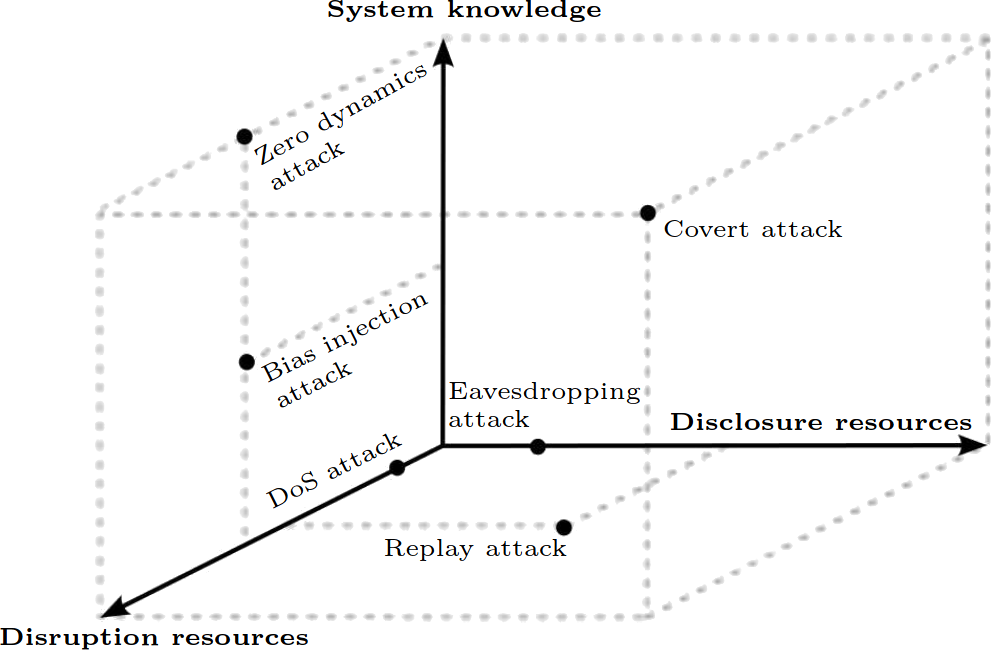 System knowledge
Zero dynamics
attack
Covert attack
Bias injection
attack
Eavesdropping
attack
Disclosure resources
DoS attack
Replay attack
Disruption resources